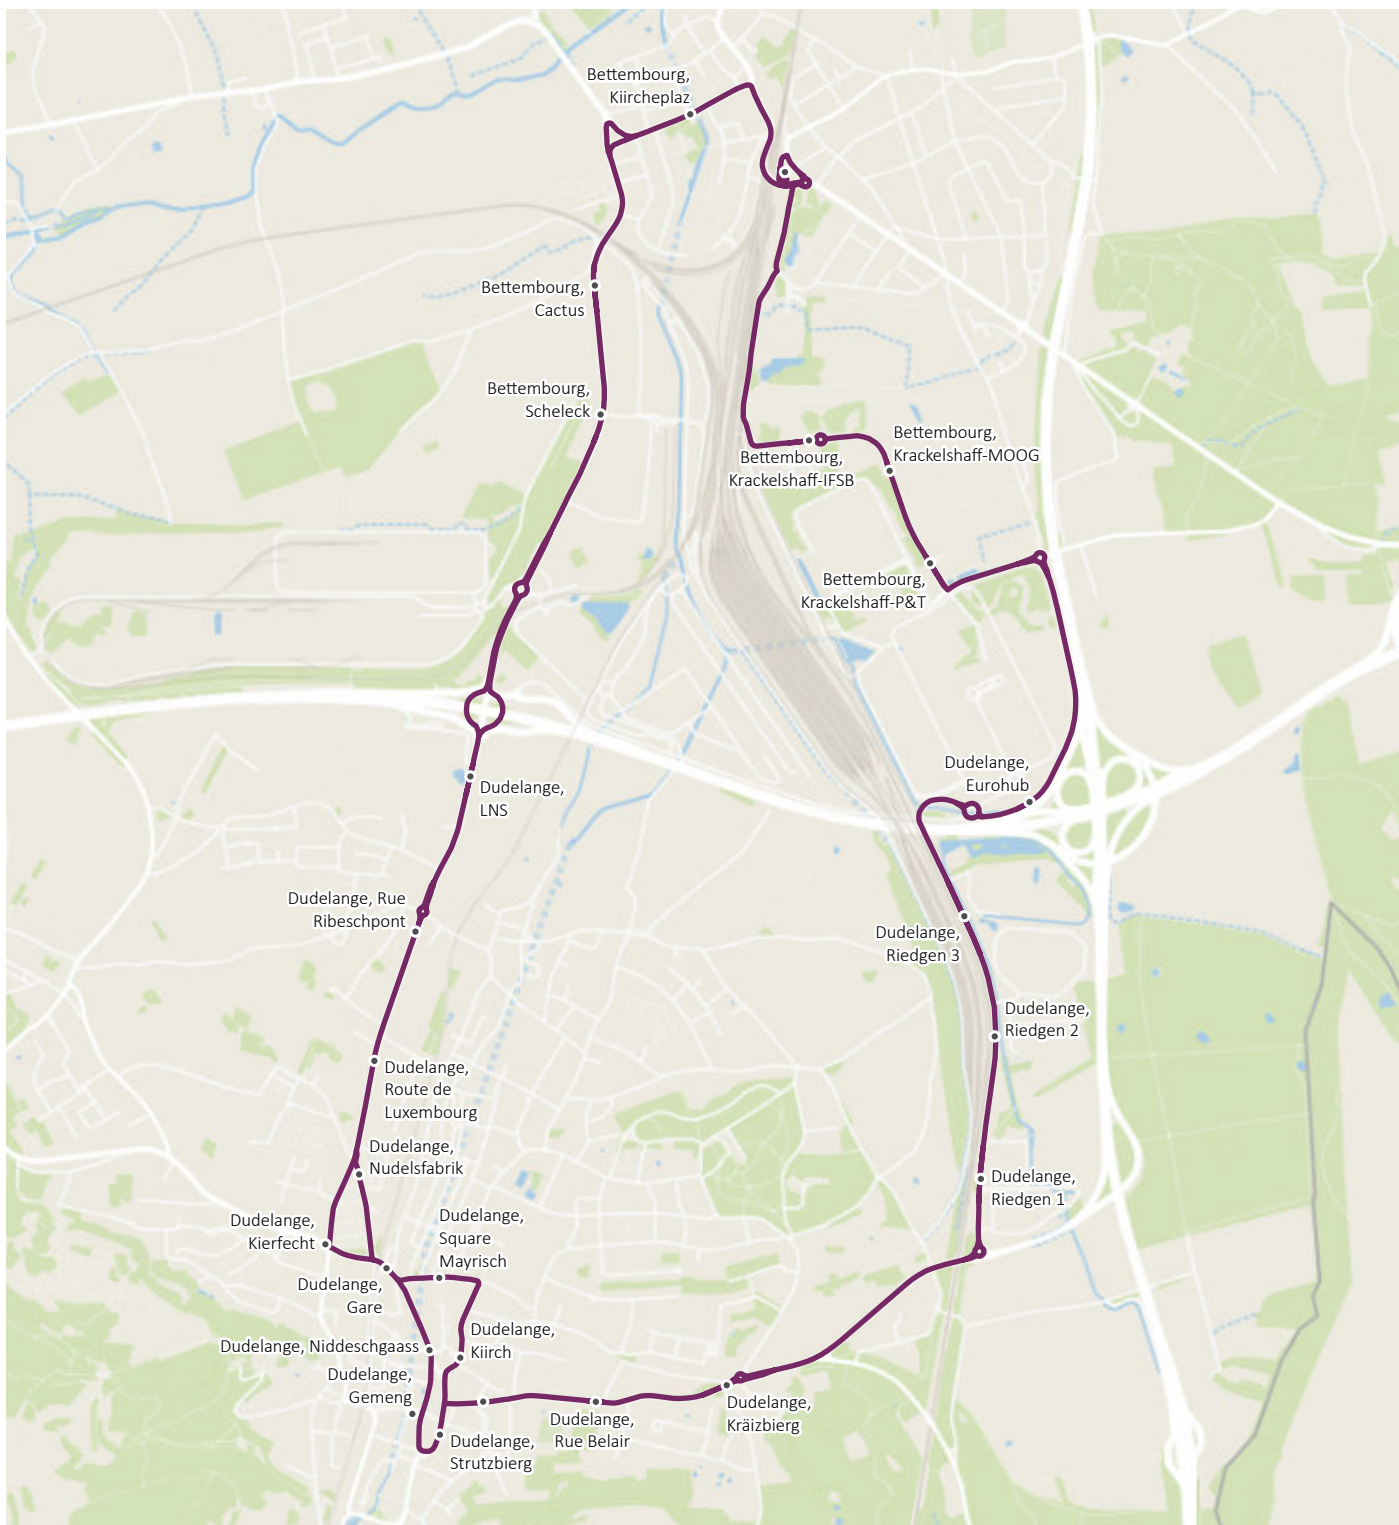 Bettembourg,
Kiircheplaz
Bettembourg,
Cactus
Bettembourg,
Scheleck
Bettembourg,
Krackelshaff-MOOG
Bettembourg,
Krackelshaff-IFSB
Bettembourg,
Krackelshaff-P&T
Dudelange,
Eurohub
Dudelange,
LNS
Dudelange, Rue
Ribeschpont
Dudelange,
Riedgen 3
Dudelange,
Riedgen 2
Dudelange,
Route de
Luxembourg
Dudelange,
Nudelsfabrik
Dudelange,
Riedgen 1
Dudelange,
Kierfecht
Dudelange,
Square
Mayrisch
Dudelange,
Gare
Dudelange, Niddeschgaass
Dudelange,
Kiirch
Dudelange,
Gemeng
Dudelange,
Kräizbierg
Dudelange,
Rue Belair
Dudelange,
Strutzbierg